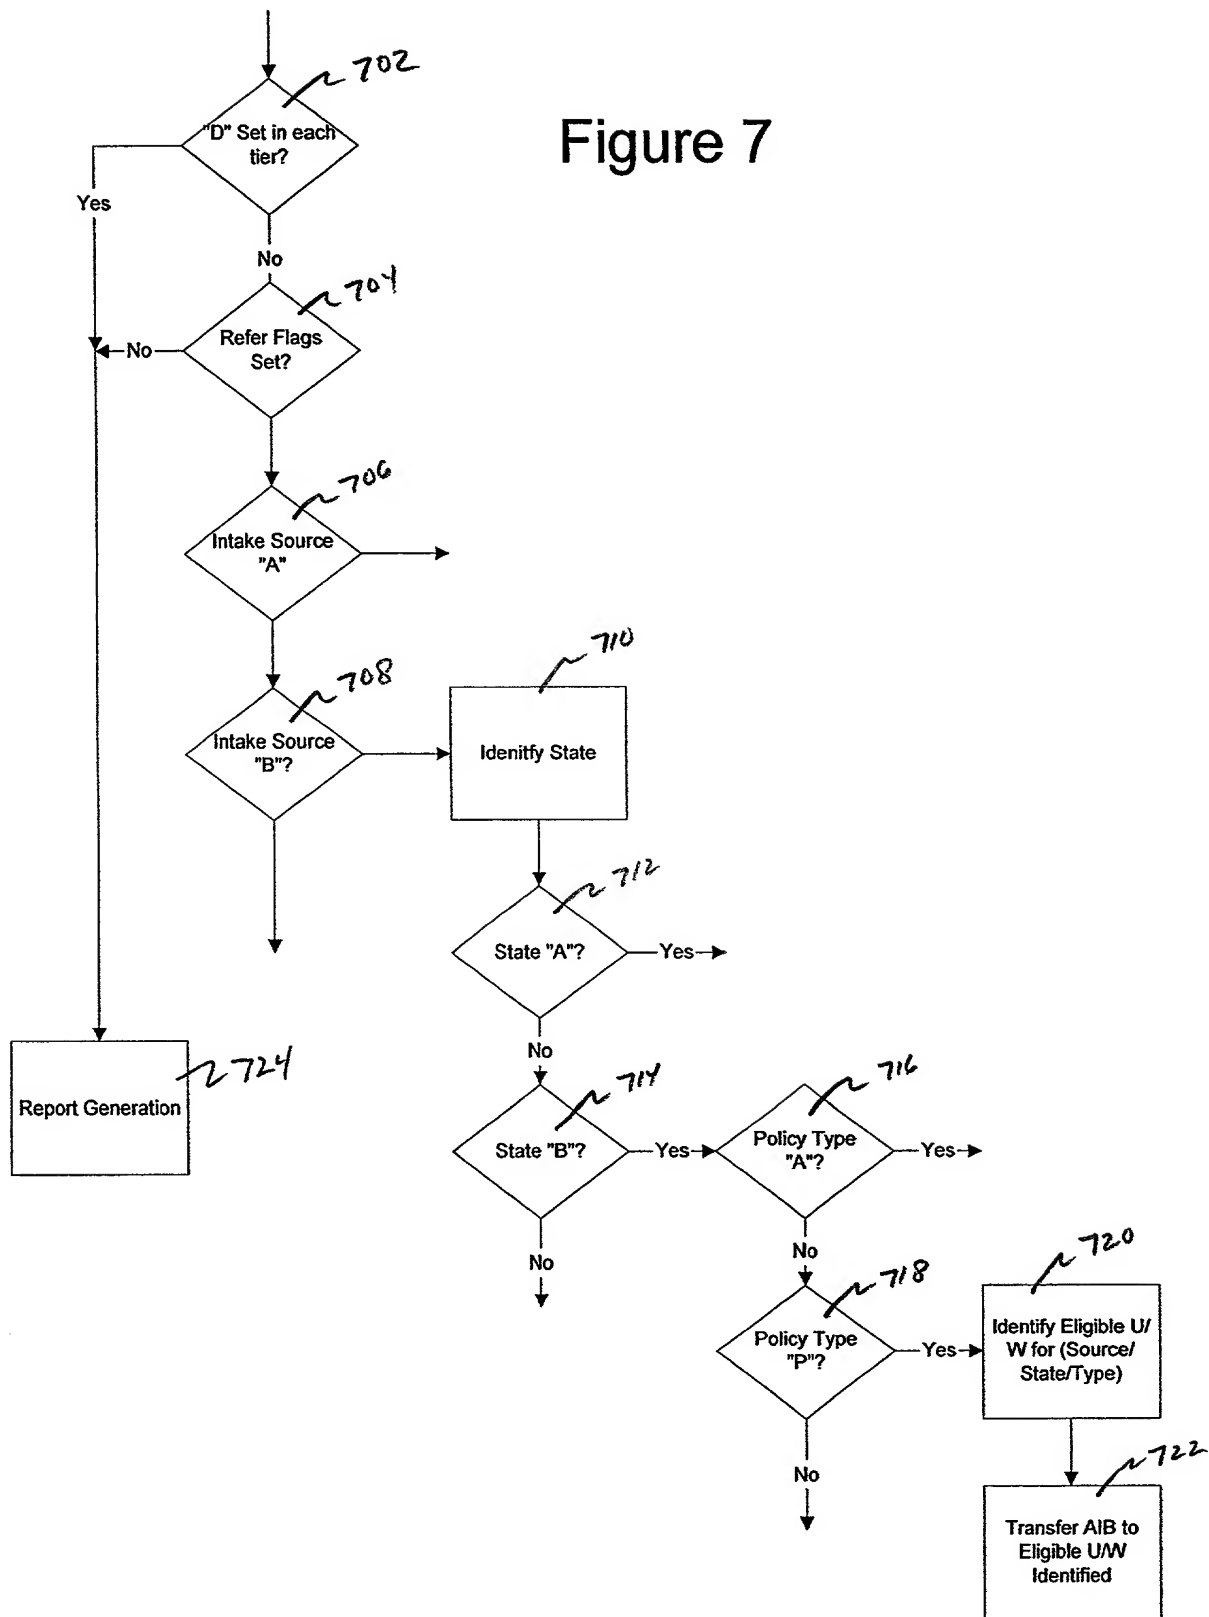 702
Figure 7
"D" Set in each
tier?
Yes
No
704
Refer Flags
Set?
No
706
Intake Source
"A"
710
708
Intake Source
"B"?
Idenitfy State
712
State "A"?
Yes
No
724
Report Generation
714
State "B"?
Yes
716
Policy Type
"A"?
Yes
No
No
718
Policy Type
"P"?
Yes
720
Identify Eligible U/
W for (Source/
State/Type)
No
722
Transfer AIB to
Eligible U/W
Identified